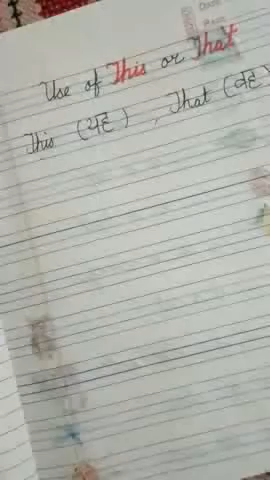 Use of This or That
This (यह) , That (वह)